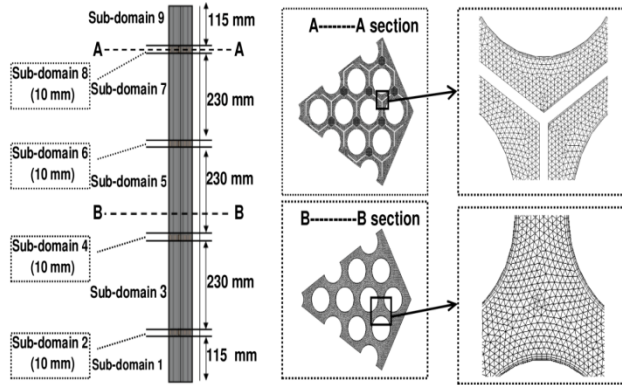 Sub-domain 9
115 mm
A
A
Sub-domain 8
(10 mm)
Sub-domain 7
230 mm
Sub-domain 6
(10 mm)
Sub-domain 5
230 mm
B
B
Sub-domain 4
(10 mm)
Sub-domain 3
230 mm
Sub-domain 2
(10 mm)
Sub-domain 1
115 mm
A--------A section
B---------B section